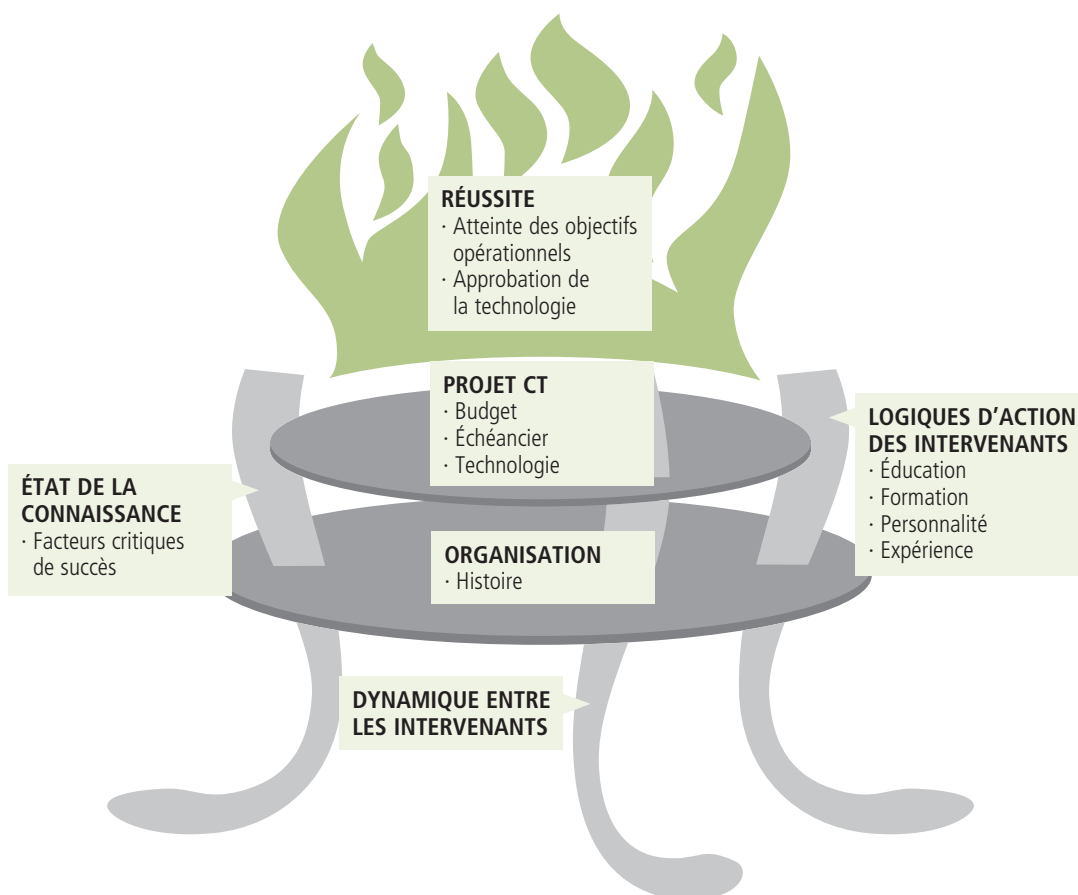 RÉUSSITE
· Atteinte des objectifs
opérationnels
· Approbation de
la technologie
PROJET CT
· Budget
· Échéancier
· Technologie
LOGIQUES D'ACTION
DES INTERVENANTS
· Éducation
· Formation
· Personnalité
· Expérience
ÉTAT DE LA
CONNAISSANCE
· Facteurs critiques
de succès
ORGANISATION
· Histoire
DYNAMIQUE ENTRE
LES INTERVENANTS